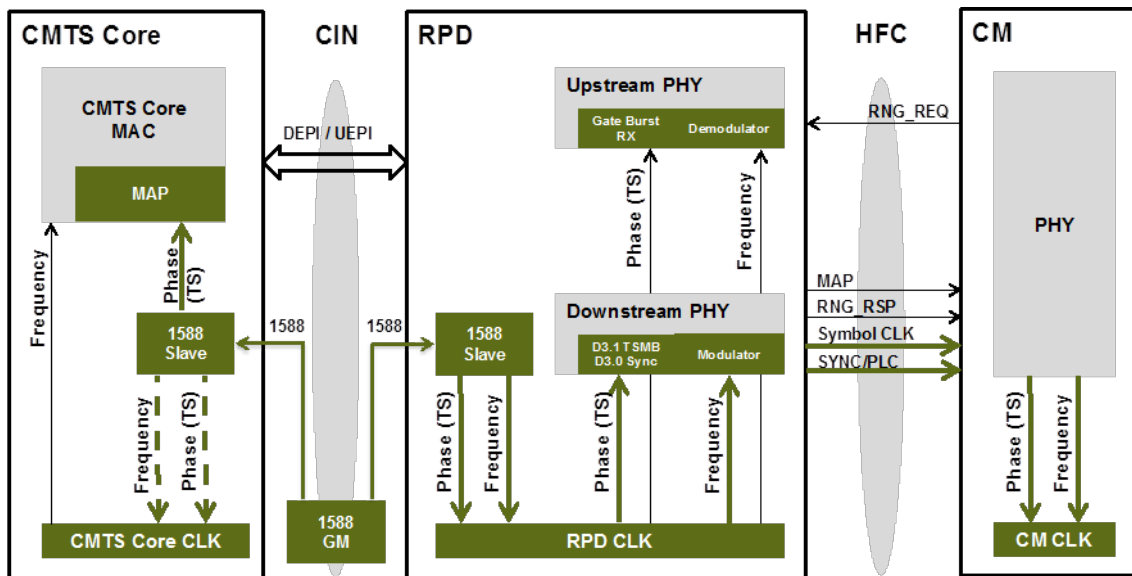 CMTS Core
CIN
RPD
HFC
CM
CMTS Core
MAC
MAP
DEPI / UEPI
Upstream PHY
Gate Burst
RX
Demodulator
RNG_REQ
PHY
Frequency
Phase
(TS)
Phase (TS)
Frequency
MAP
RNG_RSP
Symbol CLK
SYNC/PLC
1588
Slave
1588
1588
1588
Slave
Downstream PHY
D3.1 TSMB
D3.0 Sync
Modulator
Frequency
Phase (TS)
Phase (TS)
Frequency
Phase (TS)
Frequency
Phase (TS)
Frequency
CMTS Core CLK
1588
GM
RPD CLK
CM CLK